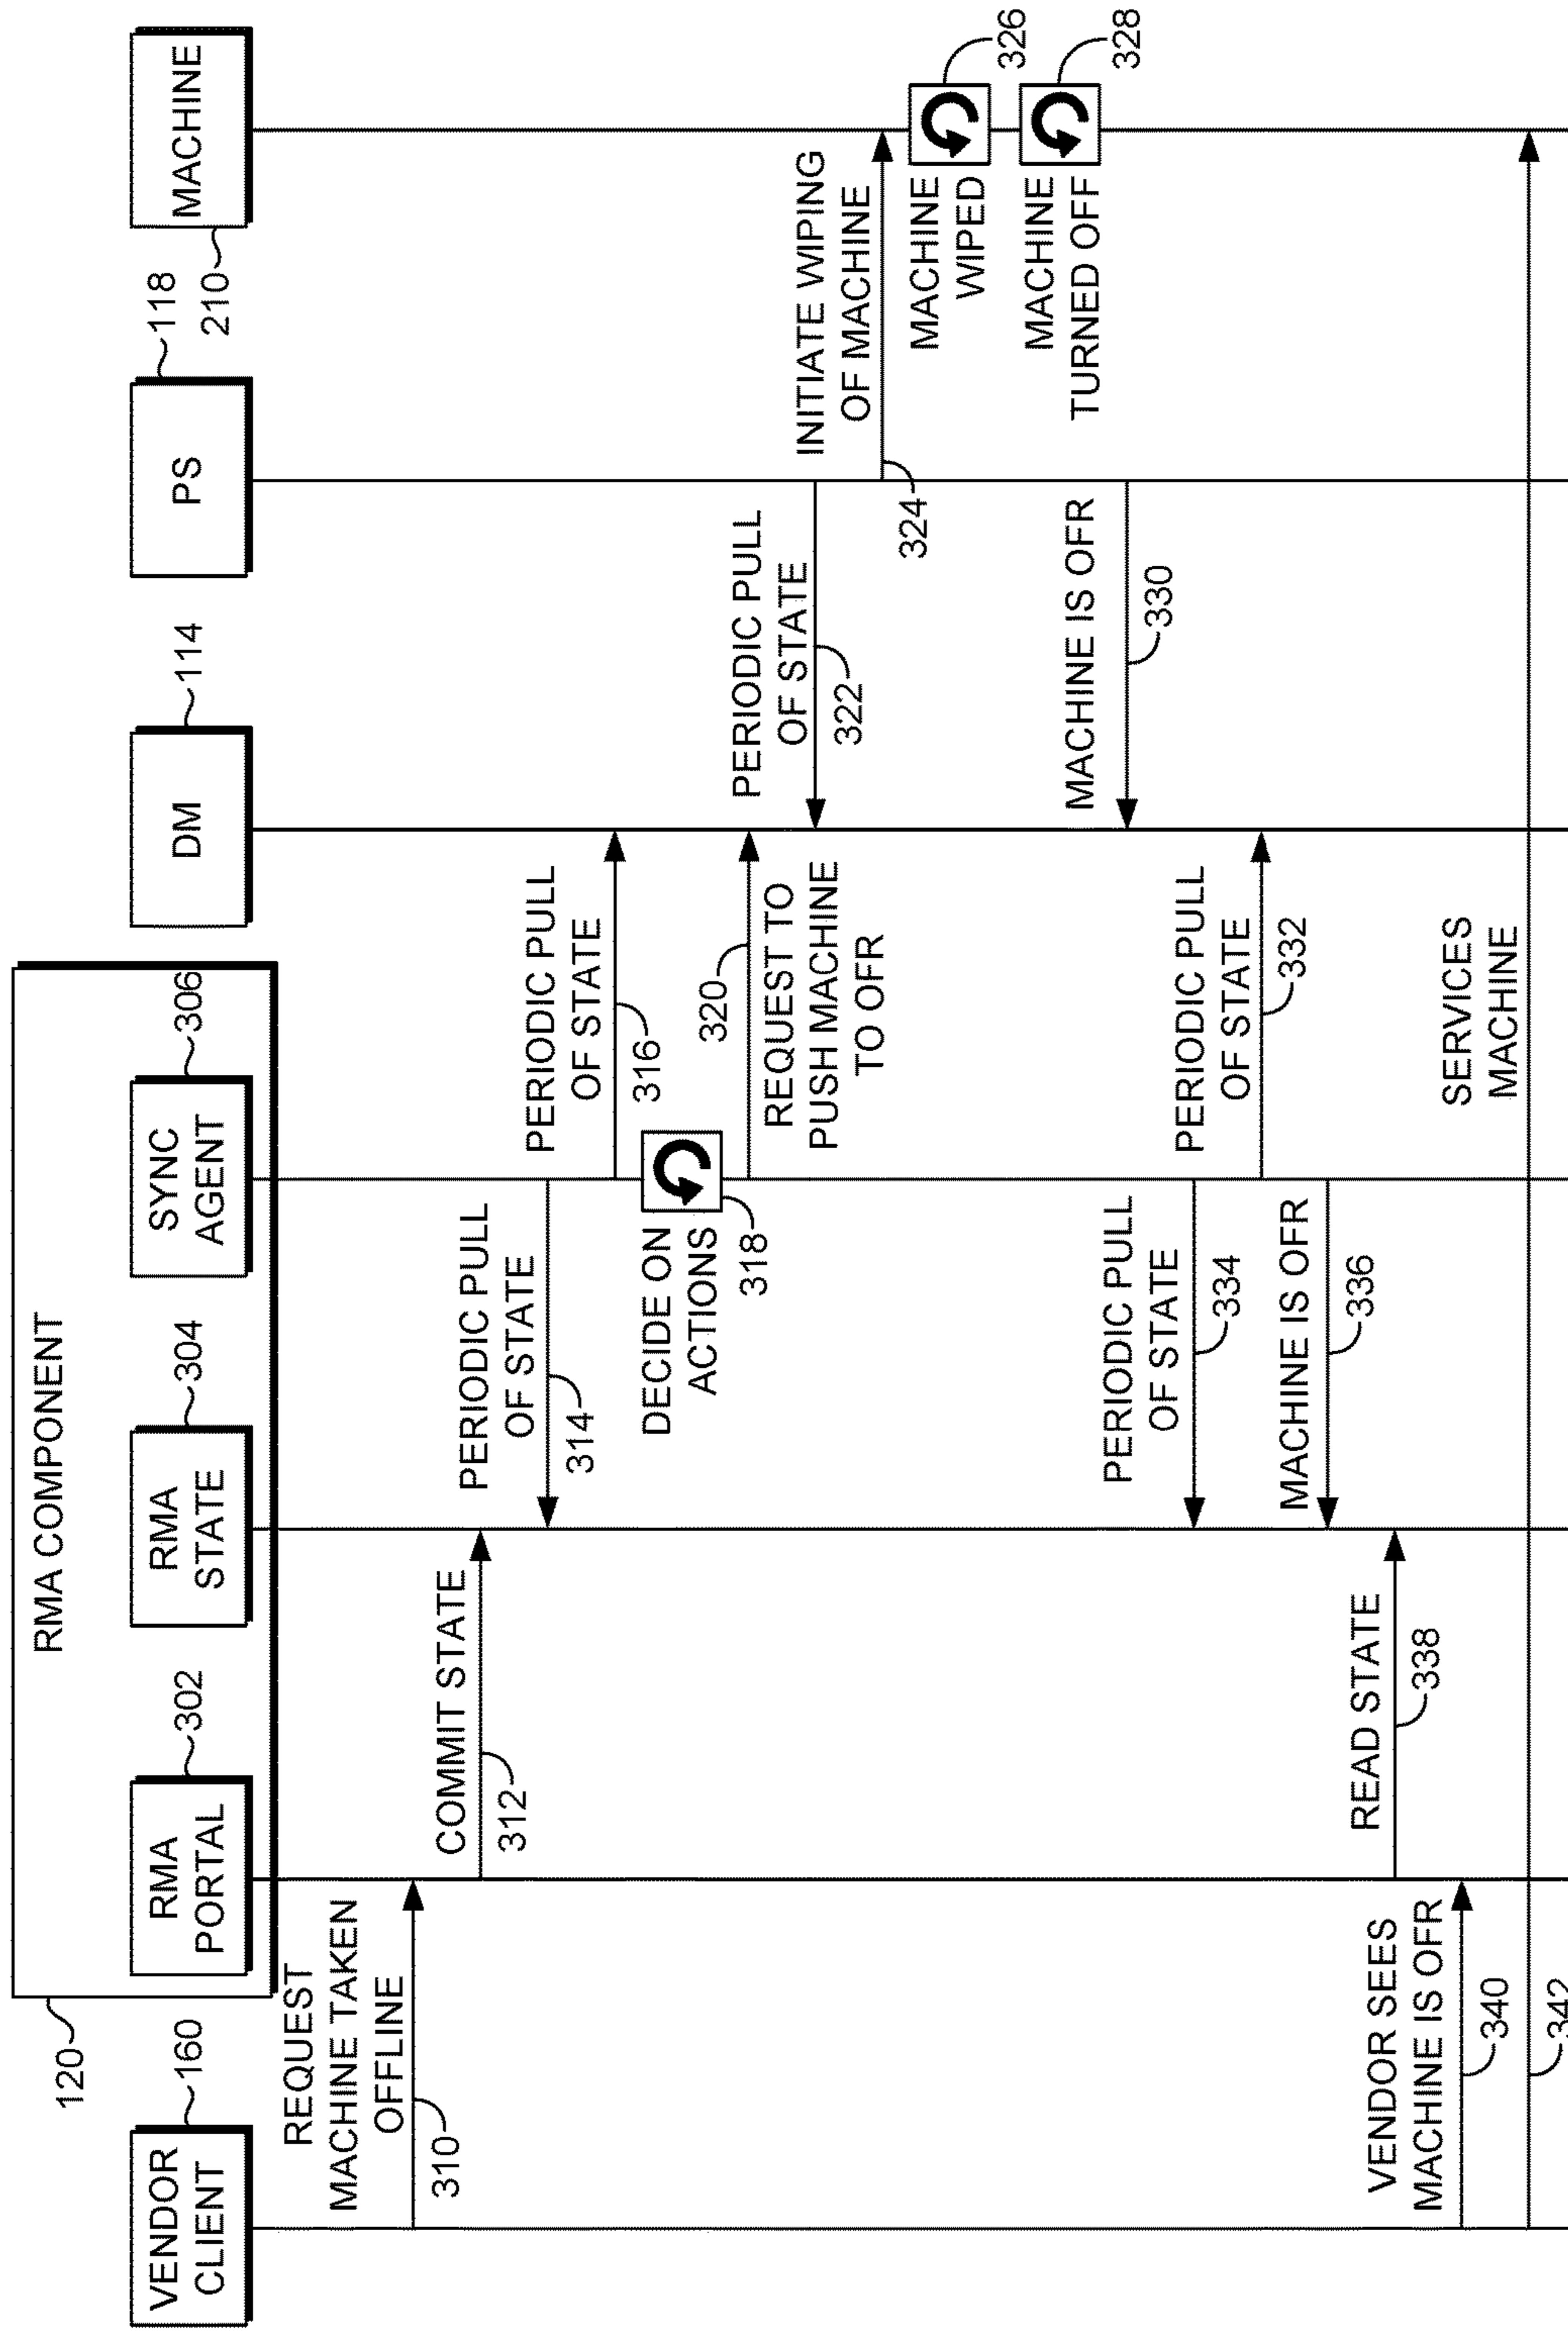 RMA COMPONENT
120
VENDOR
CLIENT
160
RMA
PORTAL
302
RMA
STATE
304
SYNC
AGENT
306
DM
114
PS
118
MACHINE
210
REQUEST
MACHINE TAKEN
OFFLINE
310
COMMIT STATE
312
PERIODIC PULL
OF STATE
314
PERIODIC PULL
OF STATE
316
DECIDE ON
ACTIONS
318
320
REQUEST TO
PUSH MACHINE
TO OFR
PERIODIC PULL
OF STATE
322
INITIATE WIPING
OF MACHINE
324
MACHINE
WIPED
326
MACHINE
TURNED OFF
328
MACHINE IS OFR
330
PERIODIC PULL
OF STATE
334
PERIODIC PULL
OF STATE
332
MACHINE IS OFR
336
READ STATE
338
VENDOR SEES
MACHINE IS OFR
340
SERVICES
MACHINE
342